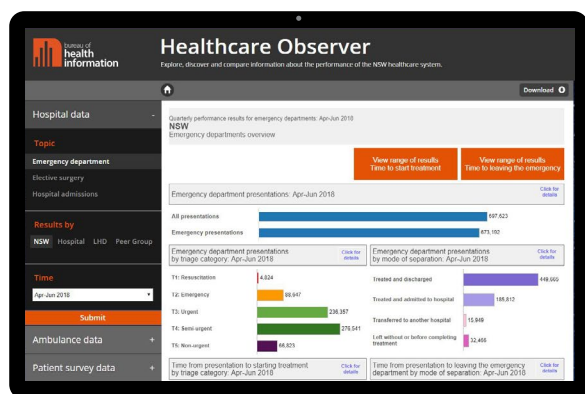 bureau of
health
information
Healthcare Observer
Explore, discover and compare information about the performance of the NSW healthcare system.
Download
Hospital data -
Topic
Emergency department
Elective surgery
Hospital admissions
Results by
NSW Hospital LHD Peer Group
Time
Apr-Jun 2018
Submit
Ambulance data +
Patient survey data +
Quarterly performance results for emergency departments: Apr-Jun 2018
NSW
Emergency departments overview
View range of results
Time to start treatment
View range of results
Time to leaving the emergency
Emergency department presentations: Apr-Jun 2018
Click for
details
All presentations 697,623
Emergency presentations 673,102
Emergency department presentations
by triage category: Apr-Jun 2018
Click for
details
T1: Resuscitation 4,824
T2: Emergency 88,647
T3: Urgent 236,357
T4: Semi urgent 276,541
T5: Non-urgent 66,823
Emergency department presentations
by mode of separation: Apr-Jun 2018
Click for
details
Treated and discharged 449,665
Treated and admitted to hospital 185,812
Transferred to another hospital 15,949
Left without or before completing
treatment 32,466
Time from presentation to starting treatment
by triage category: Apr-Jun 2018
Click for
details
Time from presentation to leaving the emergency
department by mode of separation: Apr-Jun 2018
Click for
details